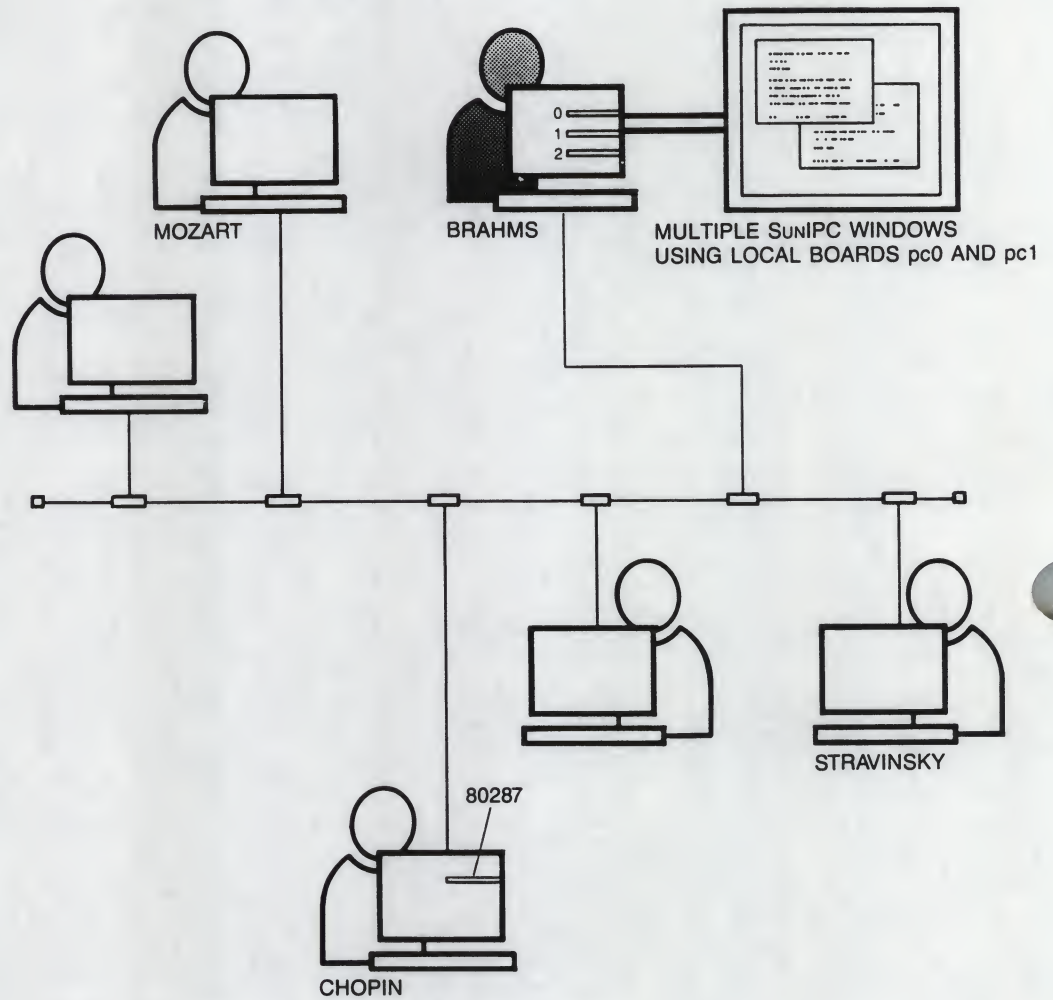 0
1
2
MOZART
BRAHMS
MULTIPLE SunIPC WINDOWS
USING LOCAL BOARDS pc0 AND pc1
STRAVINSKY
80287
CHOPIN